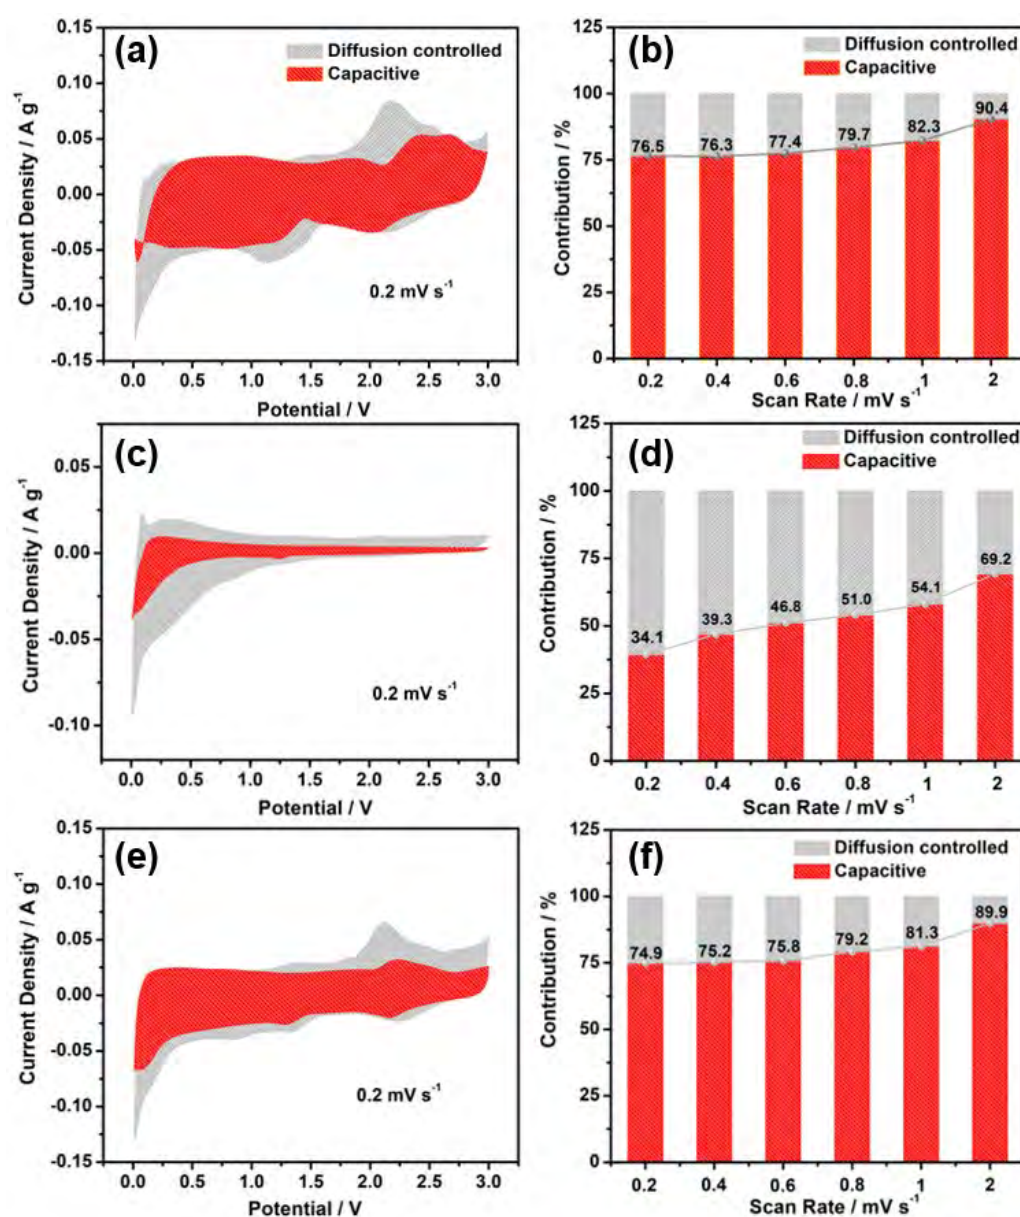 (a)
Diffusion controlled
Capacitive
0.15
0.10
0.05
0.00
-0.05
-0.10
-0.15
Current Density / A g⁻¹
0.2 mV s⁻¹
0.0 0.5 1.0 1.5 2.0 2.5 3.0
Potential / V
(b)
Diffusion controlled
Capacitive
125
100
75
50
25
0
Contribution / %
76.5 76.3 77.4 79.7 82.3 90.4
0.2 0.4 0.6 0.8 1 2
Scan Rate / mV s⁻¹
(c)
0.05
0.00
-0.05
-0.10
Current Density / A g⁻¹
0.2 mV s⁻¹
0.0 0.5 1.0 1.5 2.0 2.5 3.0
Potential / V
(d)
Diffusion controlled
Capacitive
125
100
75
50
25
0
Contribution / %
34.1 39.3 46.8 51.0 54.1 69.2
0.2 0.4 0.6 0.8 1 2
Scan Rate / mV s⁻¹
(e)
0.15
0.10
0.05
0.00
-0.05
-0.10
-0.15
Current Density / A g⁻¹
0.2 mV s⁻¹
0.0 0.5 1.0 1.5 2.0 2.5 3.0
Potential / V
(f)
Diffusion controlled
Capacitive
125
100
75
50
25
0
Contribution / %
74.9 75.2 75.8 79.2 81.3 89.9
0.2 0.4 0.6 0.8 1 2
Scan Rate / mV s⁻¹